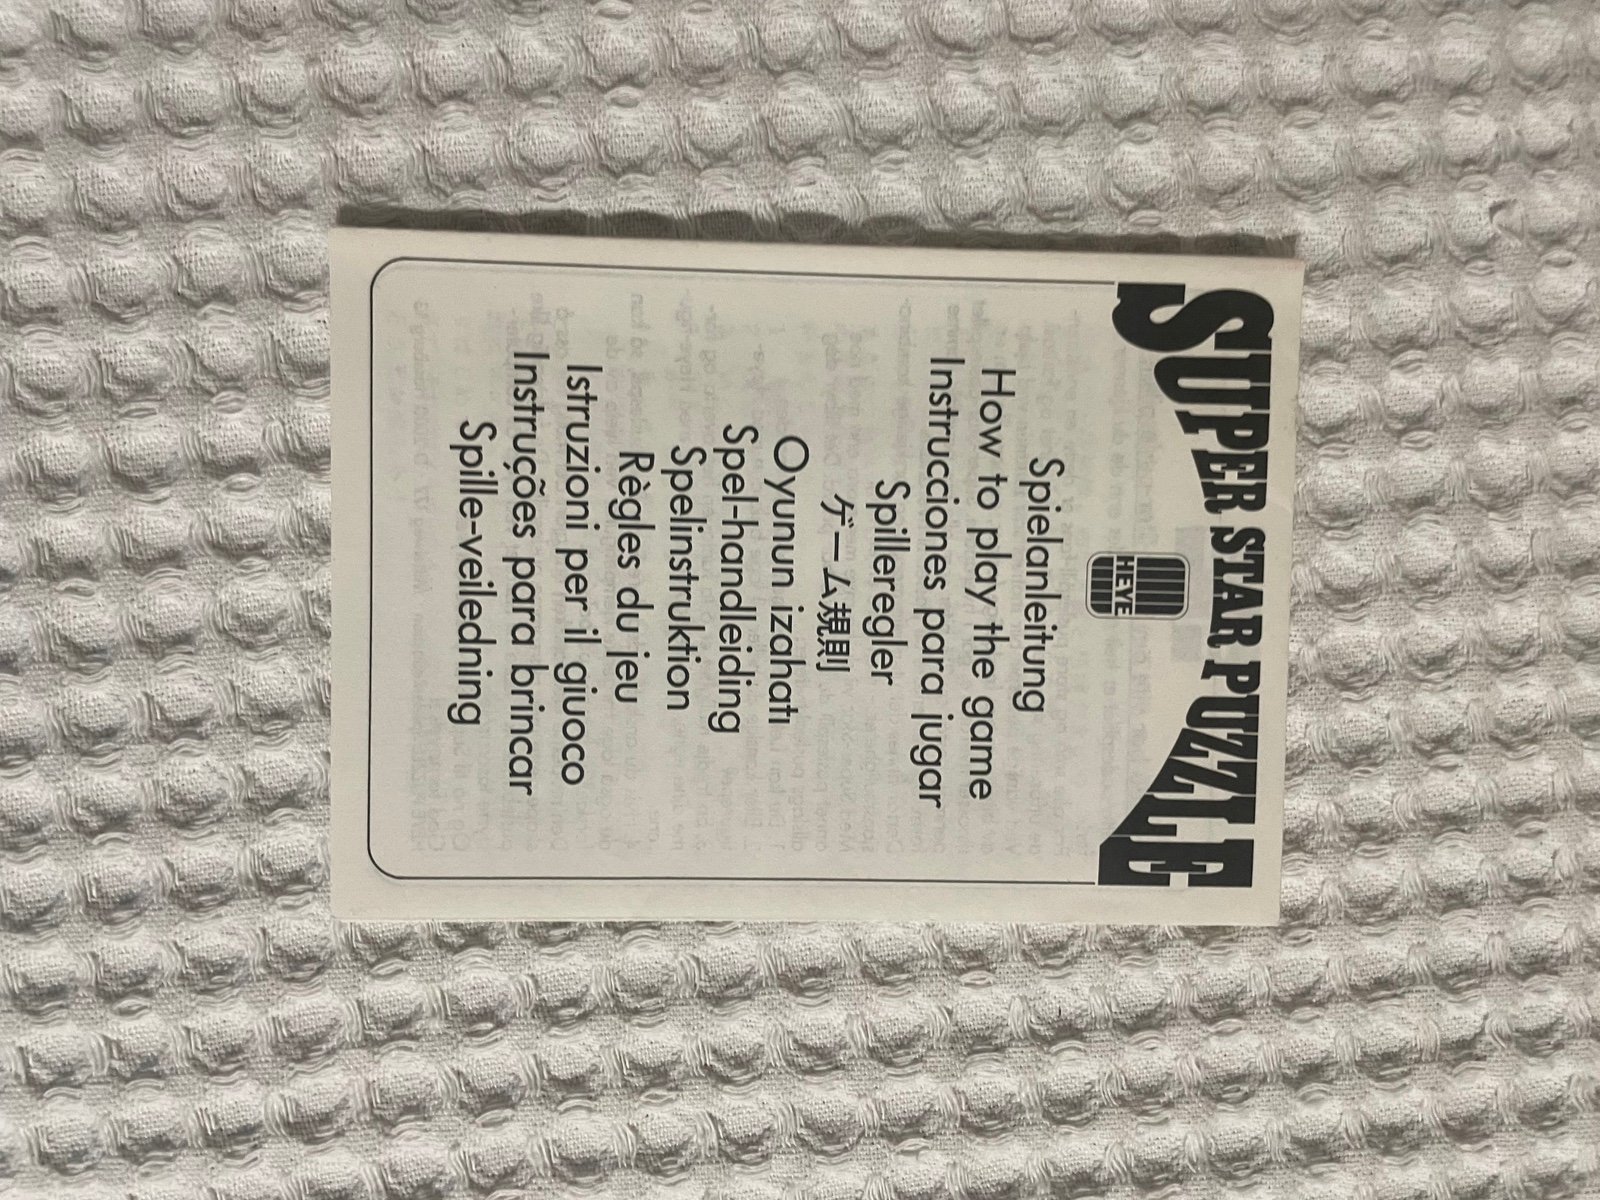 SUPER STAR PUZZLE
HEYE
Spielanleitung
How to play the game
Instrucciones para jugar
Spilleregler
ゲーム規則
Oyunun izahatı
Spel-handleiding
Spelinstruktion
Règles du jeu
Istruzioni per il giuoco
Instruções para brincar
Spille-veiledning